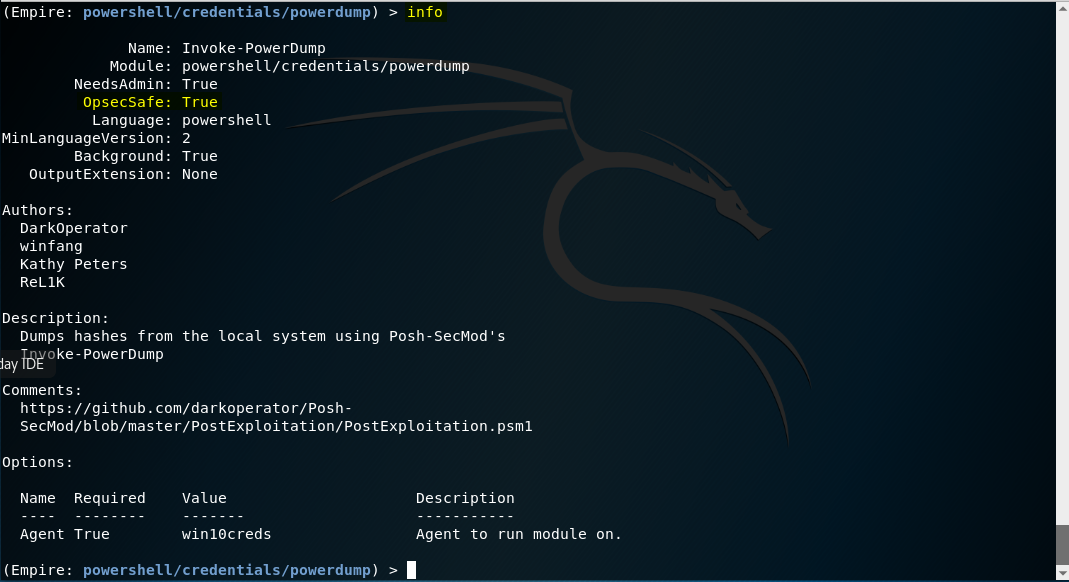 (Empire: powershell/credentials/powerdump) > info
Name: Invoke-PowerDump
Module: powershell/credentials/powerdump
NeedsAdmin: True
OpsecSafe: True
Language: powershell
MinLanguageVersion: 2
Background: True
OutputExtension: None
Authors:
DarkOperator
winfang
Kathy Peters
ReL1K
Description:
Dumps hashes from the local system using Posh-SecMod's
Invoke-PowerDump
day IDE
Comments:
https://github.com/darkoperator/Posh-
SecMod/blob/master/PostExploitation/PostExploitation.psm1
Options:
Name Required Value Description
---- -------- ------- -----------
Agent True win10creds Agent to run module on.
(Empire: powershell/credentials/powerdump) >